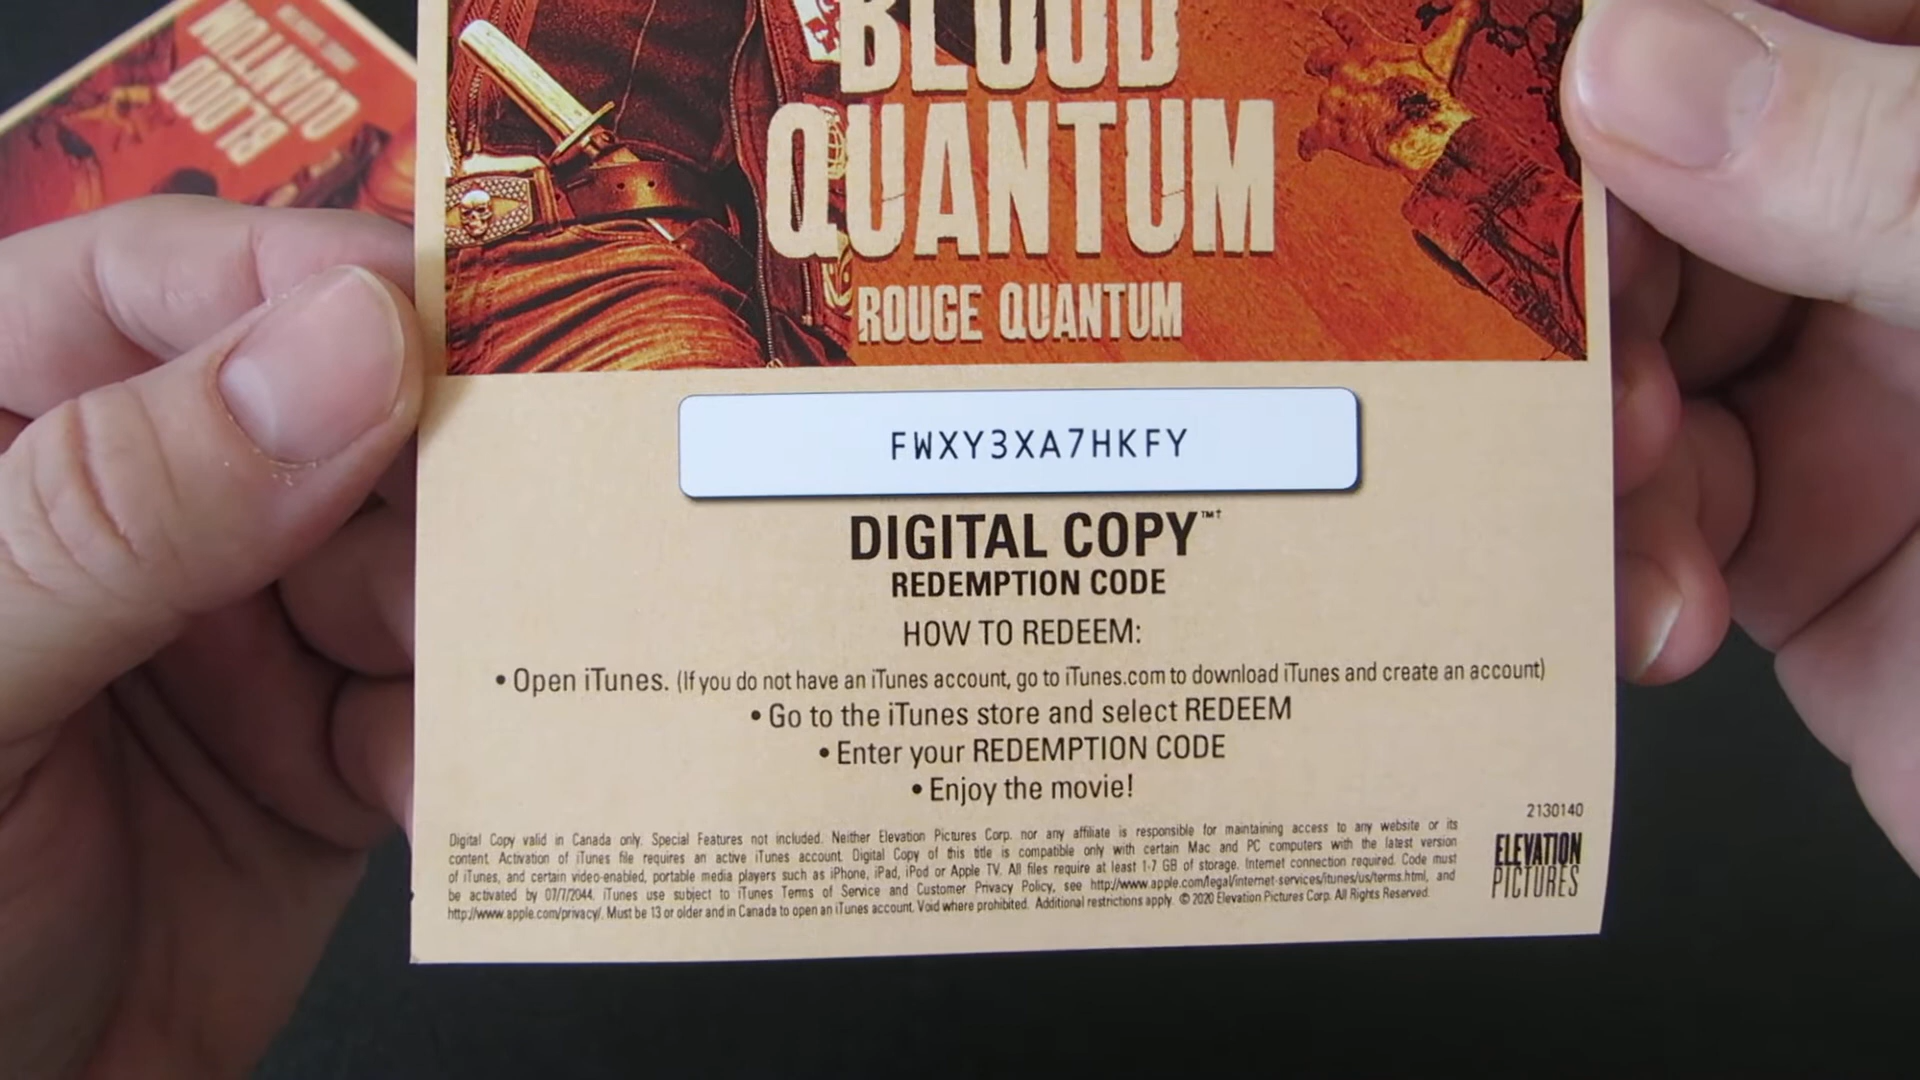 BLOOD
QUANTUM
BLOOD
QUANTUM
ROUGE QUANTUM
FWXY3XA7HKFY
DIGITAL COPY™†
REDEMPTION CODE
HOW TO REDEEM:
• Open iTunes. (If you do not have an iTunes account, go to iTunes.com to download iTunes and create an account)
• Go to the iTunes store and select REDEEM
• Enter your REDEMPTION CODE
• Enjoy the movie!
2130140
Digital Copy valid in Canada only. Special Features not included. Neither Elevation Pictures Corp. nor any affiliate is responsible for maintaining access to any website or its
content. Activation of iTunes file requires an active iTunes account. Digital Copy of this title is compatible only with certain Mac and PC computers with the latest version
of iTunes, and certain video-enabled, portable media players such as iPhone, iPad, iPod or Apple TV. All files require at least 1-7 GB of storage. Internet connection required. Code must
be activated by 07/7/2044. iTunes use subject to iTunes Terms of Service and Customer Privacy Policy, see http://www.apple.com/legal/internet-services/itunes/us/terms.html, and
http://www.apple.com/privacy/. Must be 13 or older and in Canada to open an iTunes account. Void where prohibited. Additional restrictions apply. © 2020 Elevation Pictures Corp. All Rights Reserved.
ELEVATION
PICTURES